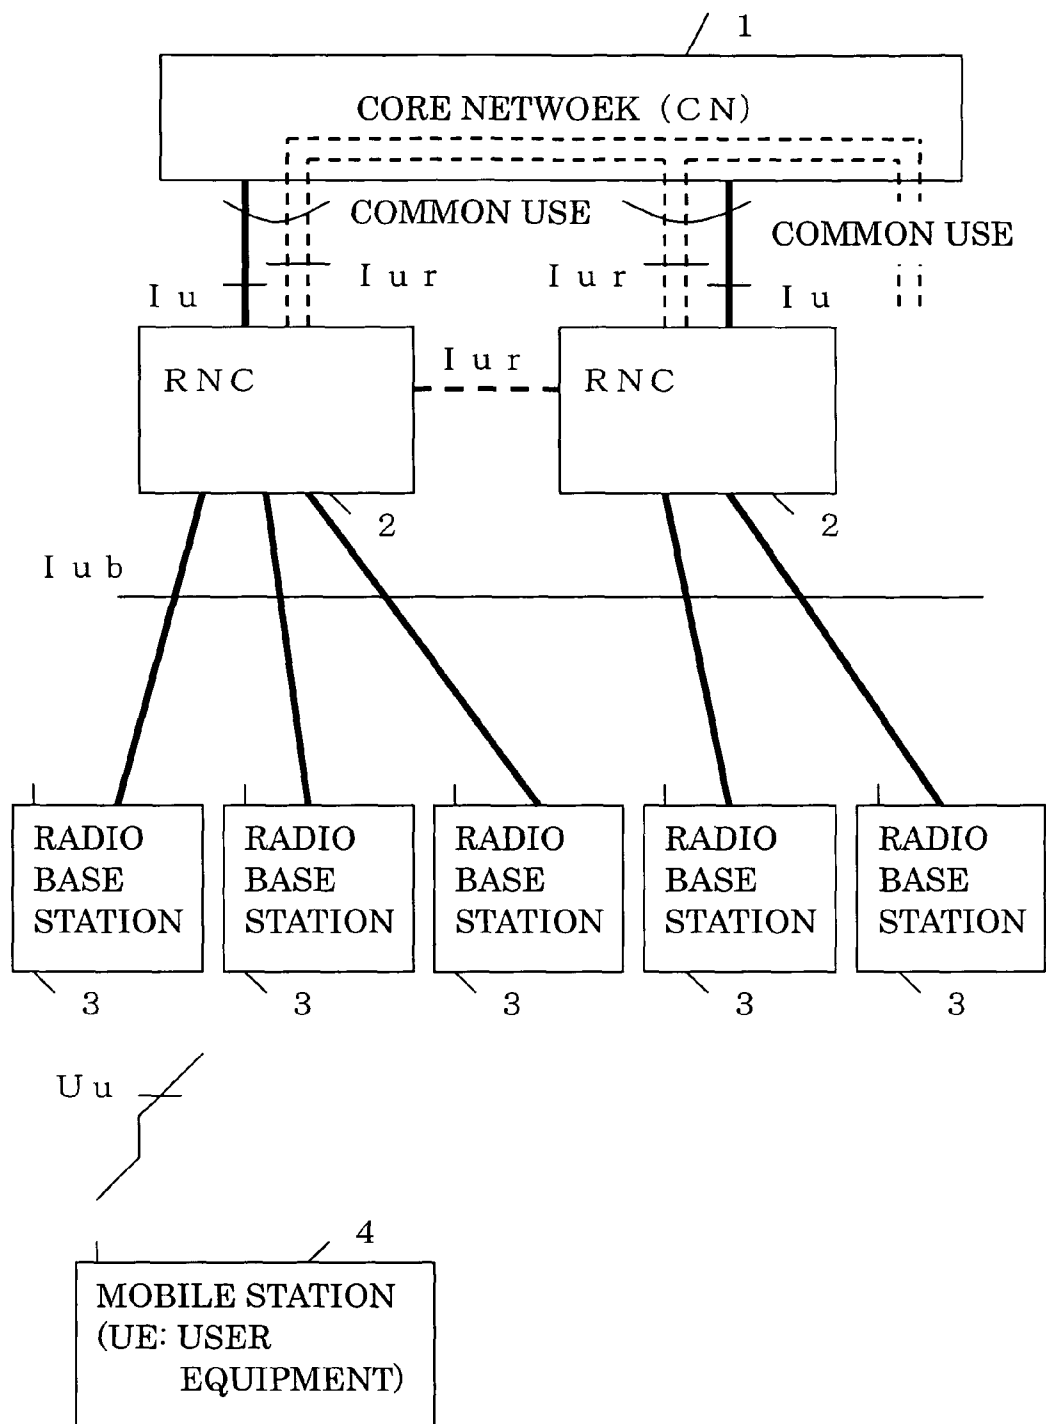 1
CORE NETWOEK (CN)
COMMON USE
COMMON USE
Iur
Iur
Iu
Iu
Iur
RNC
RNC
2
2
Iub
RADIO
BASE
STATION
RADIO
BASE
STATION
RADIO
BASE
STATION
RADIO
BASE
STATION
RADIO
BASE
STATION
3
3
3
3
3
Uu
4
MOBILE STATION
(UE: USER
EQUIPMENT)